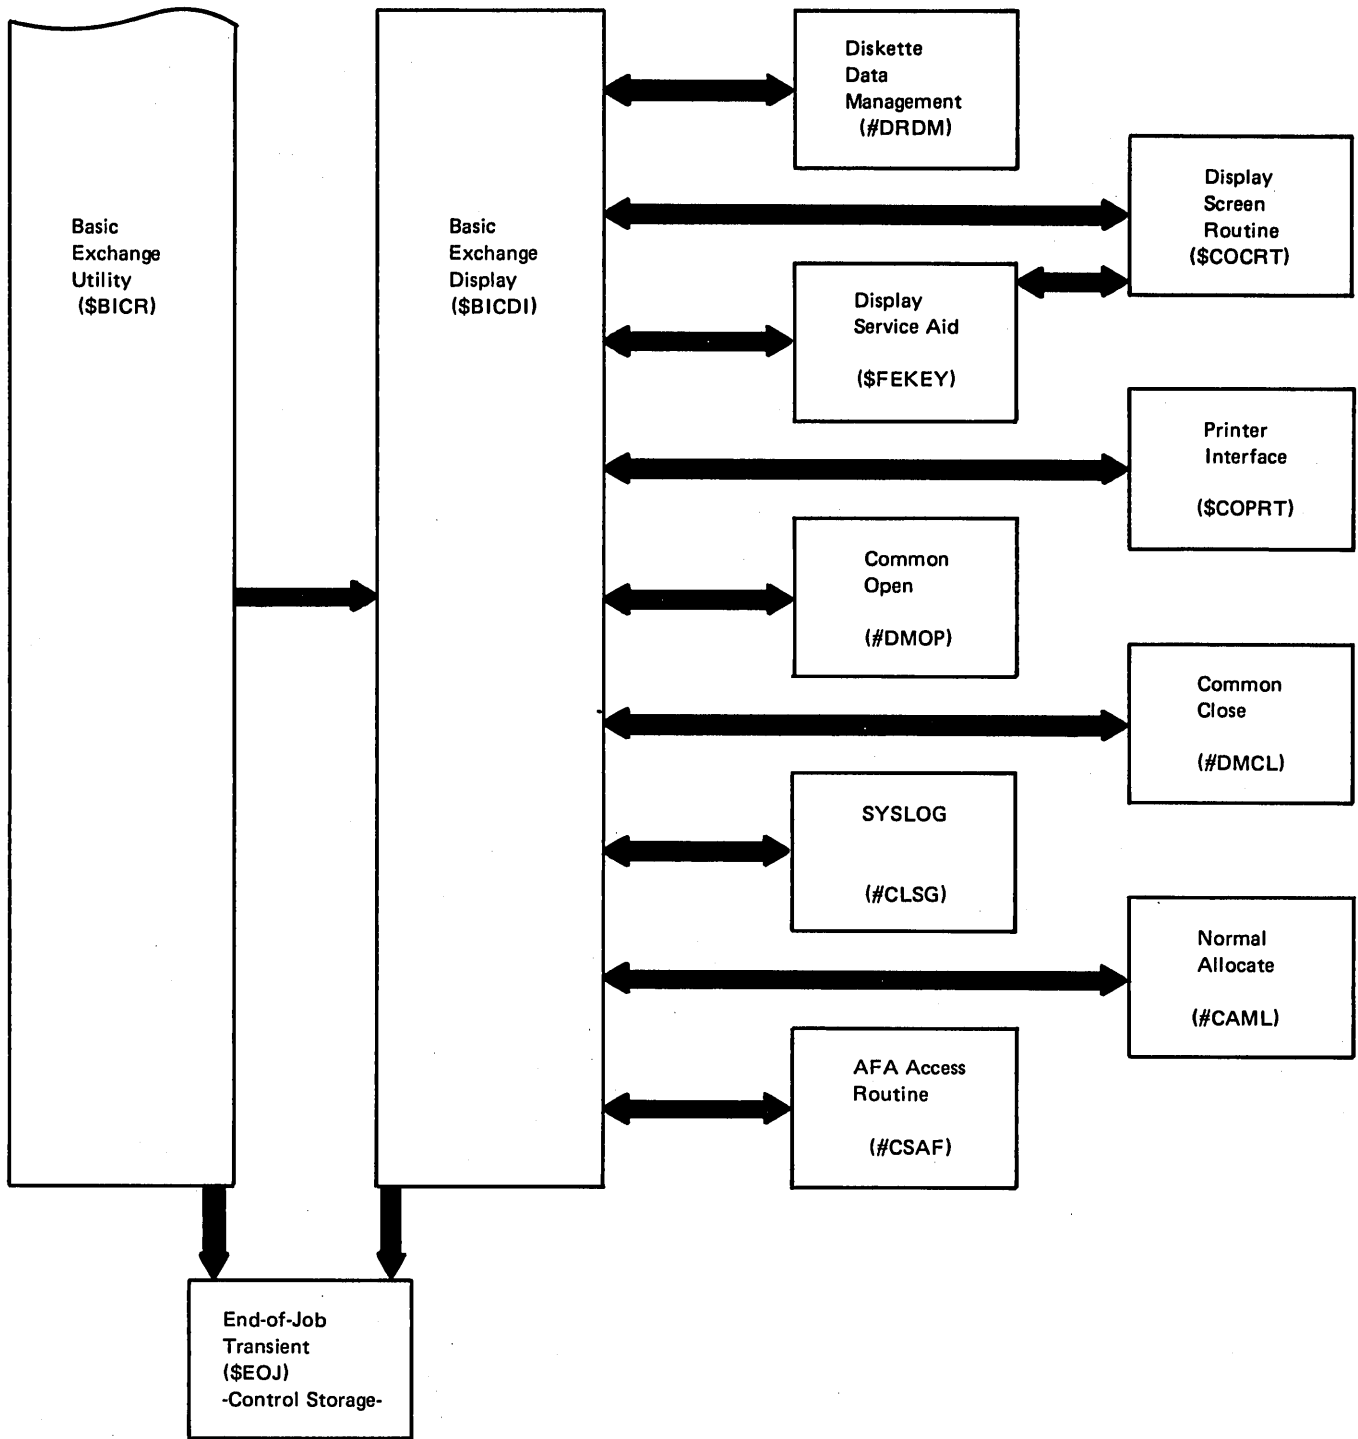 Basic
Exchange
Utility
($BICR)
Basic
Exchange
Display
($BICDI)
Diskette
Data
Management
(#DRDM)
Display
Screen
Routine
($COCRT)
Display
Service Aid
($FEKEY)
Printer
Interface
($COPRT)
Common
Open
(#DMOP)
Common
Close
(#DMCL)
SYSLOG
(#CLSG)
Normal
Allocate
(#CAML)
AFA Access
Routine
(#CSAF)
End-of-Job
Transient
($EOJ)
-Control Storage-